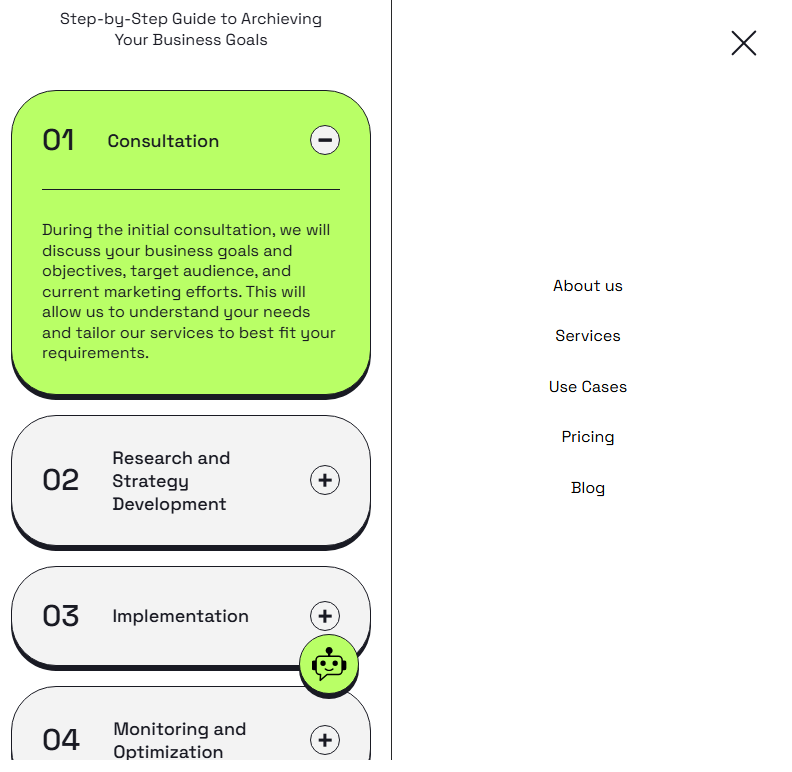 Step-by-Step Guide to Archieving
Your Business Goals
01 Consultation
During the initial consultation, we will
discuss your business goals and
objectives, target audience, and
current marketing efforts. This will
allow us to understand your needs
and tailor our services to best fit your
requirements.
02 Research and
Strategy
Development
03 Implementation
04 Monitoring and
Optimization
About us
Services
Use Cases
Pricing
Blog